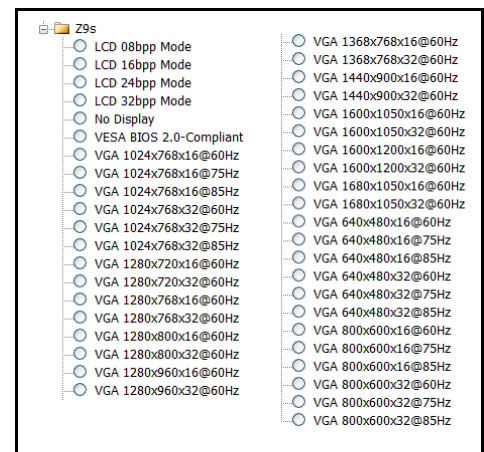 Z9s
LCD 08bpp Mode
LCD 16bpp Mode
LCD 24bpp Mode
LCD 32bpp Mode
No Display
VESA BIOS 2.0-Compliant
VGA 1024x768x16@60Hz
VGA 1024x768x16@75Hz
VGA 1024x768x16@85Hz
VGA 1024x768x32@60Hz
VGA 1024x768x32@75Hz
VGA 1024x768x32@85Hz
VGA 1280x720x16@60Hz
VGA 1280x720x32@60Hz
VGA 1280x768x16@60Hz
VGA 1280x768x32@60Hz
VGA 1280x800x16@60Hz
VGA 1280x800x32@60Hz
VGA 1280x960x16@60Hz
VGA 1280x960x32@60Hz
VGA 1368x768x16@60Hz
VGA 1368x768x32@60Hz
VGA 1440x900x16@60Hz
VGA 1440x900x32@60Hz
VGA 1600x1050x16@60Hz
VGA 1600x1050x32@60Hz
VGA 1600x1200x16@60Hz
VGA 1600x1200x32@60Hz
VGA 1680x1050x16@60Hz
VGA 1680x1050x32@60Hz
VGA 640x480x16@60Hz
VGA 640x480x16@75Hz
VGA 640x480x16@85Hz
VGA 640x480x32@60Hz
VGA 640x480x32@75Hz
VGA 640x480x32@85Hz
VGA 800x600x16@60Hz
VGA 800x600x16@75Hz
VGA 800x600x16@85Hz
VGA 800x600x32@60Hz
VGA 800x600x32@75Hz
VGA 800x600x32@85Hz